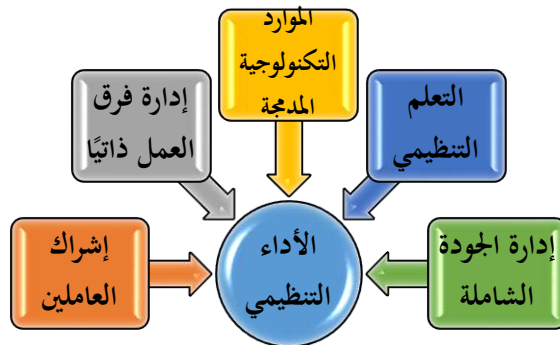 الموارد
التكنولوجية
المدمجة
التعلم
التنظيمي
إدارة فرق
العمل ذاتيًا
إدارة الجودة
الشاملة
الأداء
التنظيمي
إشراك
العاملين